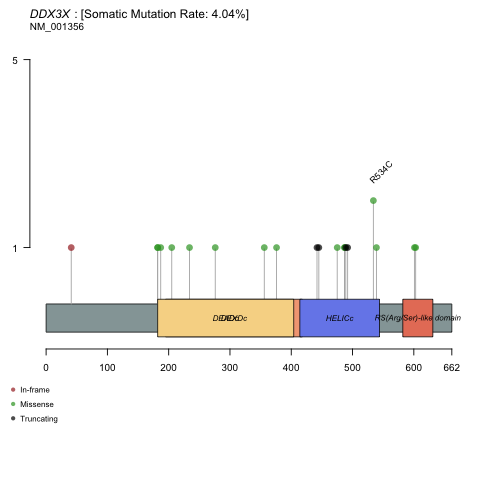 DDX3X : [Somatic Mutation Rate: 4.04%]
NM_001356
5
R534C
1
HELICc
RS(Arg/Ser)-like domain
0 100 200 300 400 500 600 662
In-frame
Missense
Truncating